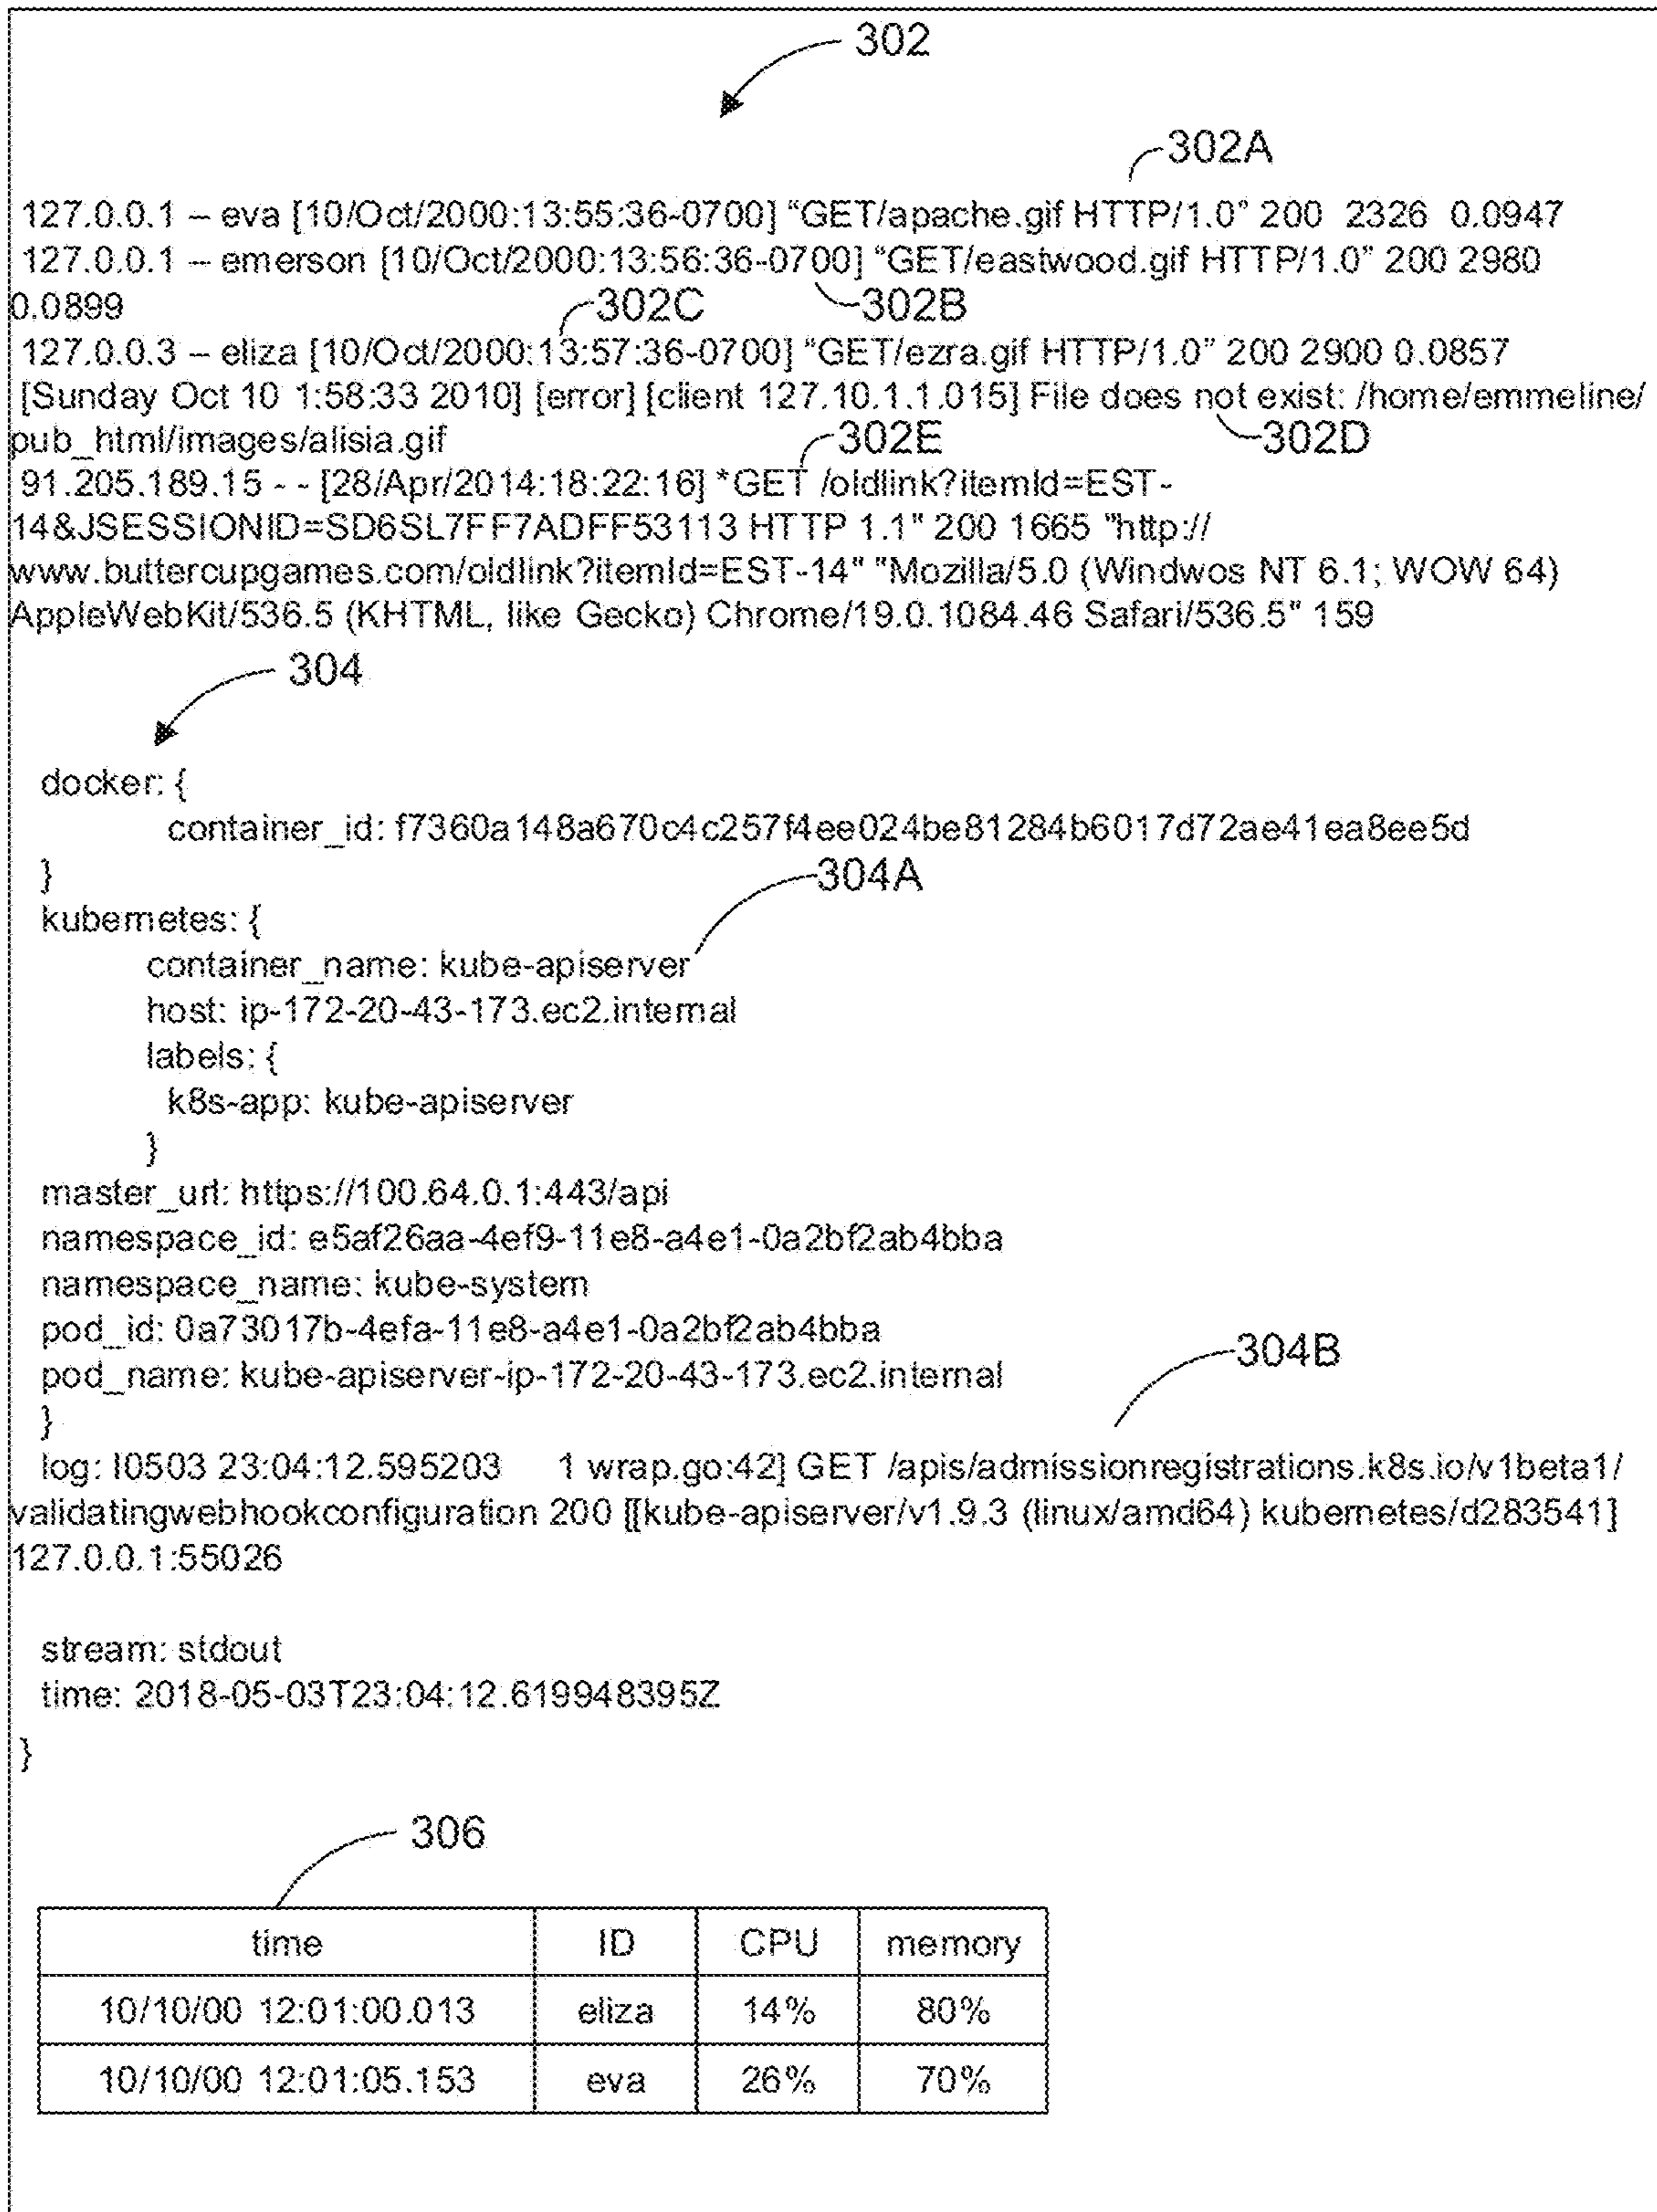 302
302A
127.0.0.1 – eva [10/Oct/2000:13:55:36-0700] “GET/apache.gif HTTP/1.0” 200 2326 0.0947
127.0.0.1 – emerson [10/Oct/2000:13:56:36-0700] “GET/eastwood.gif HTTP/1.0” 200 2980
0.0899
302C 302B
127.0.0.3 – eliza [10/Oct/2000:13:57:36-0700] “GET/ezra.gif HTTP/1.0” 200 2900 0.0857
[Sunday Oct 10 1:58:33 2010] [error] [client 127.10.1.1.015] File does not exist: /home/emmeline/
pub_html/images/alisia.gif
302E 302D
91.205.189.15 - - [28/Apr/2014:18:22:16] *GET /oldlink?itemId=EST-
14&JSESSIONID=SD6SL7FF7ADFF53113 HTTP 1.1" 200 1665 "http://
www.buttercupgames.com/oldlink?itemId=EST-14" "Mozilla/5.0 (Windwos NT 6.1; WOW 64)
AppleWebKit/536.5 (KHTML, like Gecko) Chrome/19.0.1084.46 Safari/536.5" 159
304
docker: {
container_id: f7360a148a670c4c257f4ee024be81284b6017d72ae41ea8ee5d
}
304A
kubernetes: {
container_name: kube-apiserver
host: ip-172-20-43-173.ec2.internal
labels: {
k8s-app: kube-apiserver
}
master_url: https://100.64.0.1:443/api
namespace_id: e5af26aa-4ef9-11e8-a4e1-0a2bf2ab4bba
namespace_name: kube-system
pod_id: 0a73017b-4efa-11e8-a4e1-0a2bf2ab4bba
304B
pod_name: kube-apiserver-ip-172-20-43-173.ec2.internal
}
log: I0503 23:04:12.595203 1 wrap.go:42] GET /apis/admissionregistrations.k8s.io/v1beta1/
validatingwebhookconfiguration 200 [[kube-apiserver/v1.9.3 (linux/amd64) kubernetes/d283541]
127.0.0.1:55026
stream: stdout
time: 2018-05-03T23:04:12.619948395Z
}
306
time ID CPU memory
10/10/00 12:01:00.013 eliza 14% 80%
10/10/00 12:01:05.153 eva 26% 70%